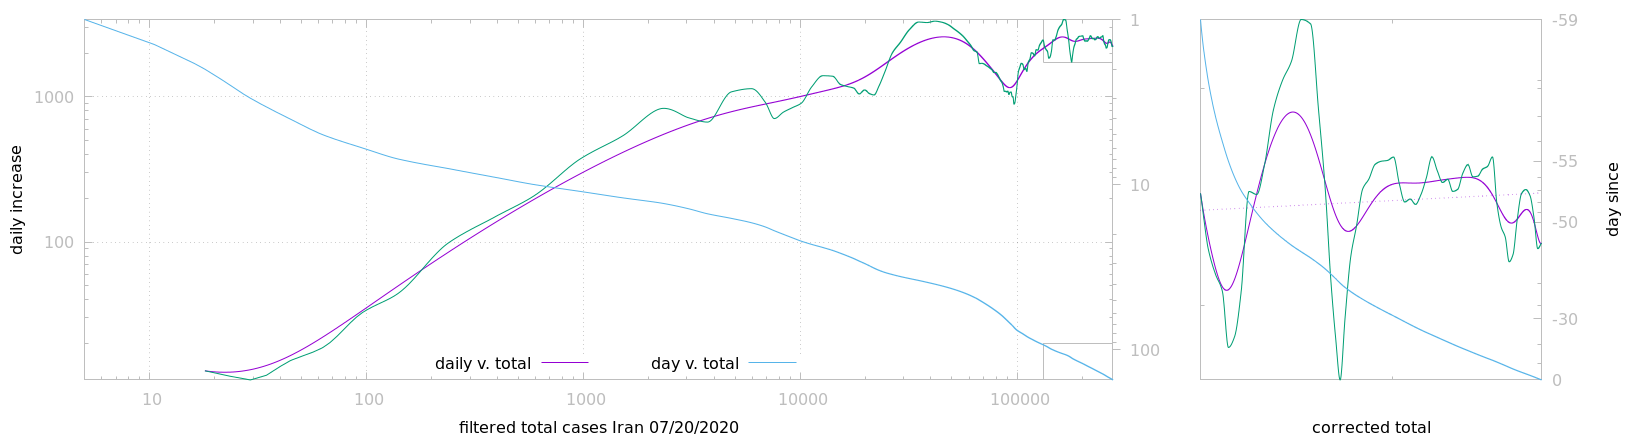 1
-59
1000
-55
10
-50
100
-30
daily increase
day since
daily v. total
day v. total
100
0
10
100
1000
10000
100000
filtered total cases Iran 07/20/2020
corrected total